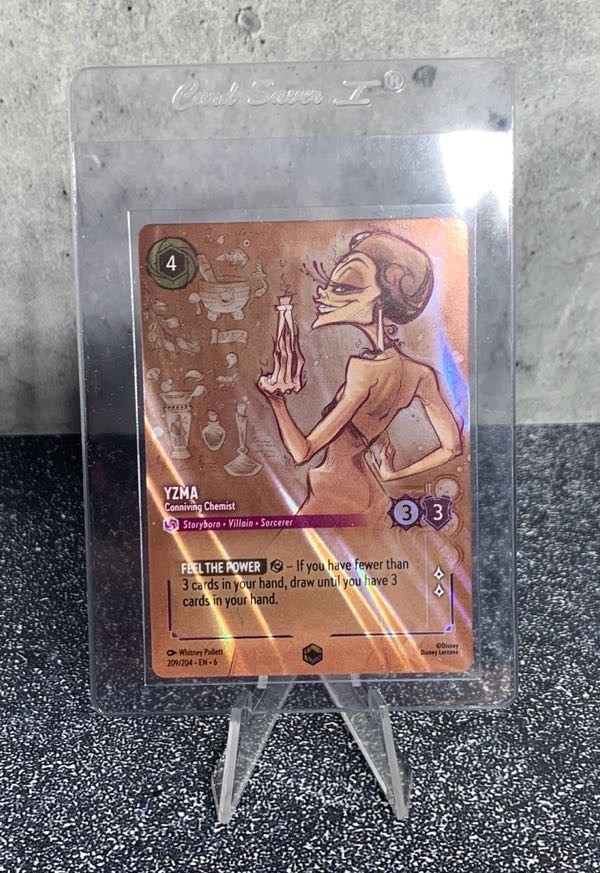 Card Saver I®
4
YZMA
Conniving Chemist
Storyborn • Villain • Sorcerer
3 3
FEEL THE POWER – If you have fewer than
3 cards in your hand, draw until you have 3
cards in your hand.
Whitney Pollett
209/204 • EN • 6
©Disney
Disney Lorcana